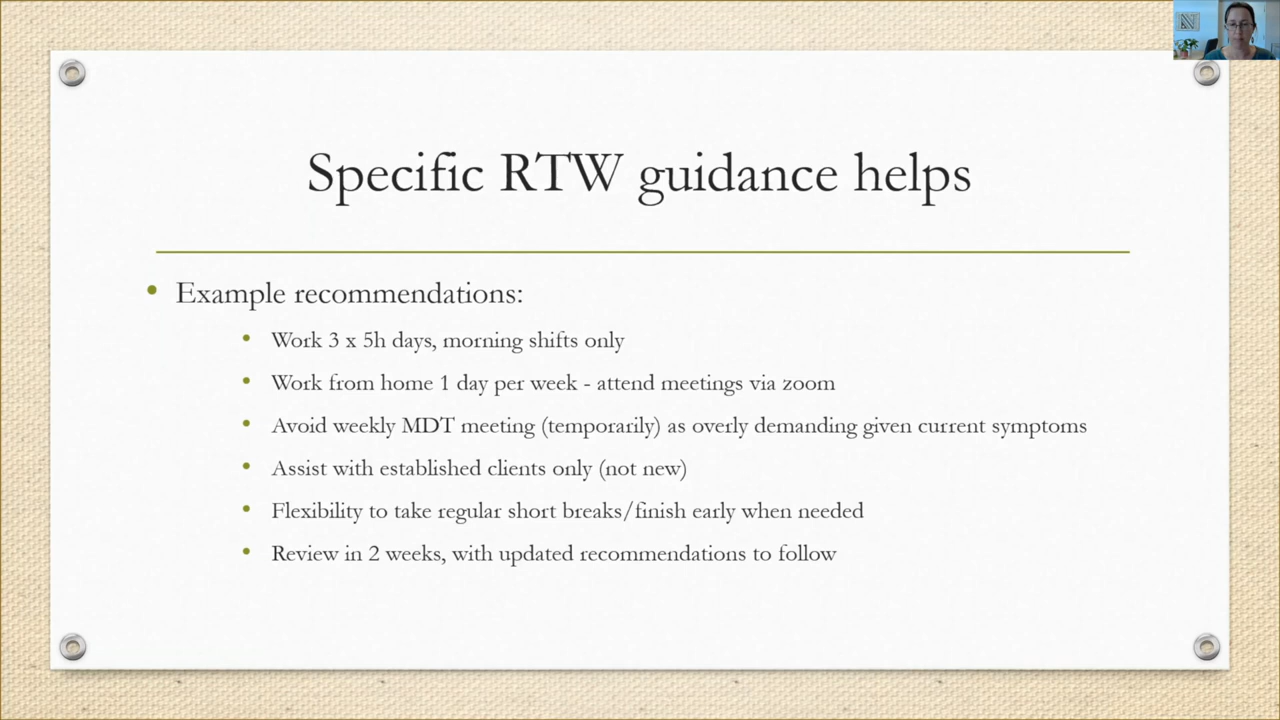 Specific RTW guidance helps
• Example recommendations:
• Work 3 x 5h days, morning shifts only
• Work from home 1 day per week - attend meetings via zoom
• Avoid weekly MDT meeting (temporarily) as overly demanding given current symptoms
• Assist with established clients only (not new)
• Flexibility to take regular short breaks/finish early when needed
• Review in 2 weeks, with updated recommendations to follow